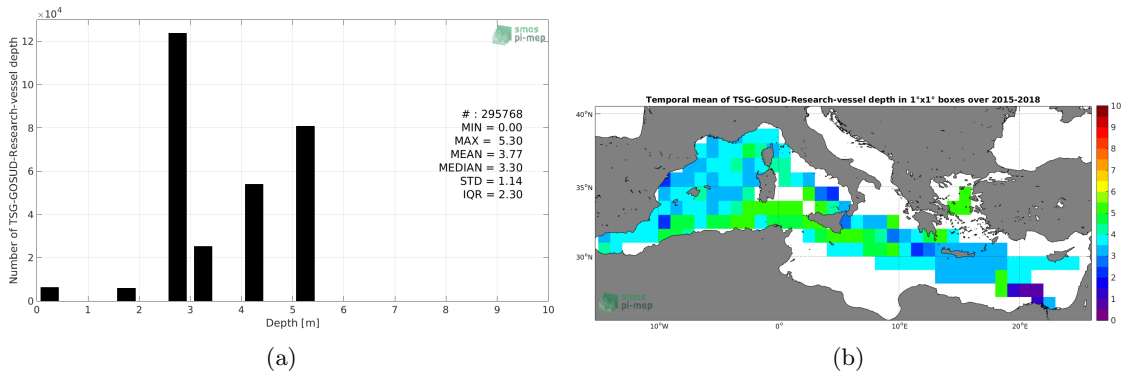 ×10⁴
12
10
8
6
4
2
0
Number of TSG-GOSUD-Research-vessel depth
smos
pi-mep
# : 295768
MIN = 0.00
MAX = 5.30
MEAN = 3.77
MEDIAN = 3.30
STD = 1.14
IQR = 2.30
0 1 2 3 4 5 6 7 8 9 10
Depth [m]
(a)
Temporal mean of TSG-GOSUD-Research-vessel depth in 1°x1° boxes over 2015-2018
40°N
35°N
30°N
10°W 0° 10°E 20°E
smos
pi-mep
10
9
8
7
6
5
4
3
2
1
0
(b)